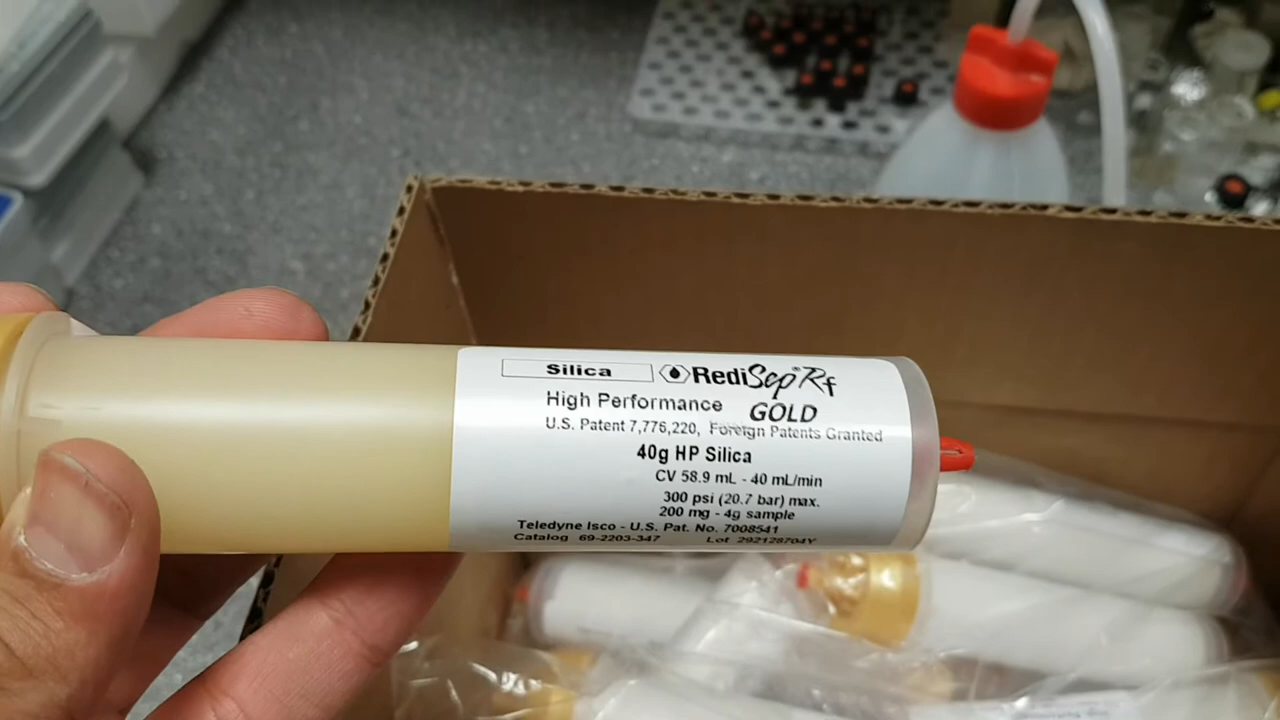 Silica RediSep® Rf
High Performance GOLD
U.S. Patent 7,776,220, Foreign Patents Granted
40g HP Silica
CV 58.9 mL - 40 mL/min
300 psi (20.7 bar) max.
200 mg - 4g sample
Teledyne Isco - U.S. Pat. No. 7008541
Catalog 69-2203-347 Lot 292128704Y